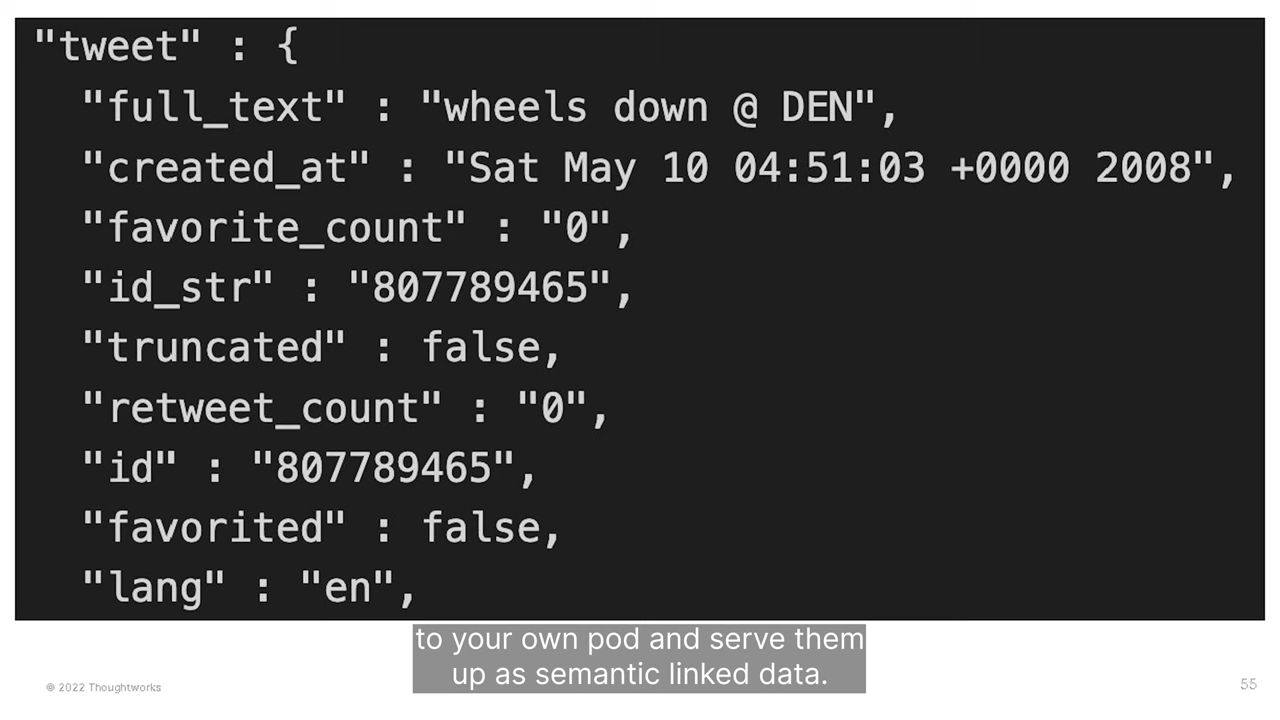 "tweet" : {
"full_text" : "wheels down @ DEN",
"created_at" : "Sat May 10 04:51:03 +0000 2008",
"favorite_count" : "0",
"id_str" : "807789465",
"truncated" : false,
"retweet_count" : "0",
"id" : "807789465",
"favorited" : false,
"lang" : "en",
to your own pod and serve them
up as semantic linked data.
© 2022 Thoughtworks
55